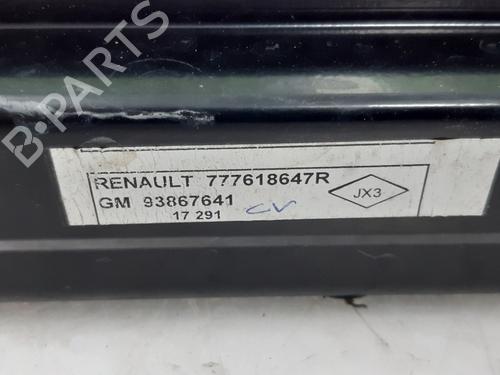 B-PARTS
RENAULT 777618647R
GM 93867641
JX3
17 291
CV